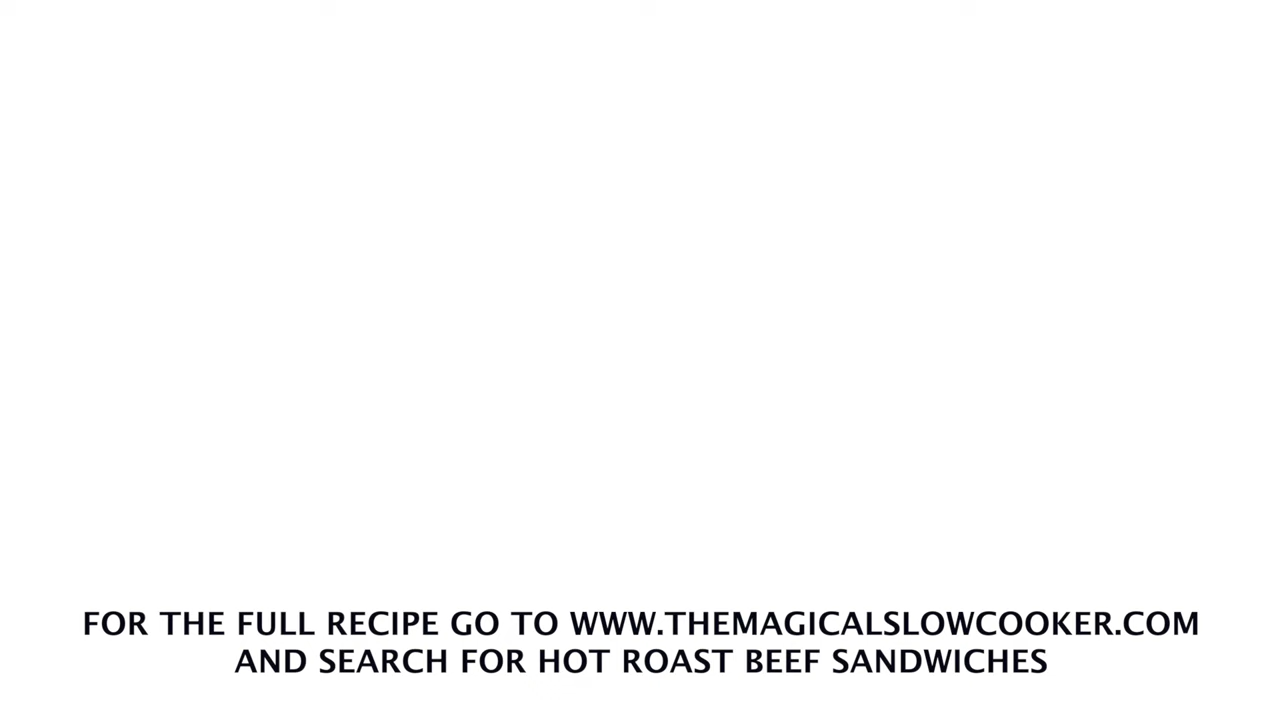 FOR THE FULL RECIPE GO TO WWW.THEMAGICALSLOWCOOKER.COM
AND SEARCH FOR HOT ROAST BEEF SANDWICHES